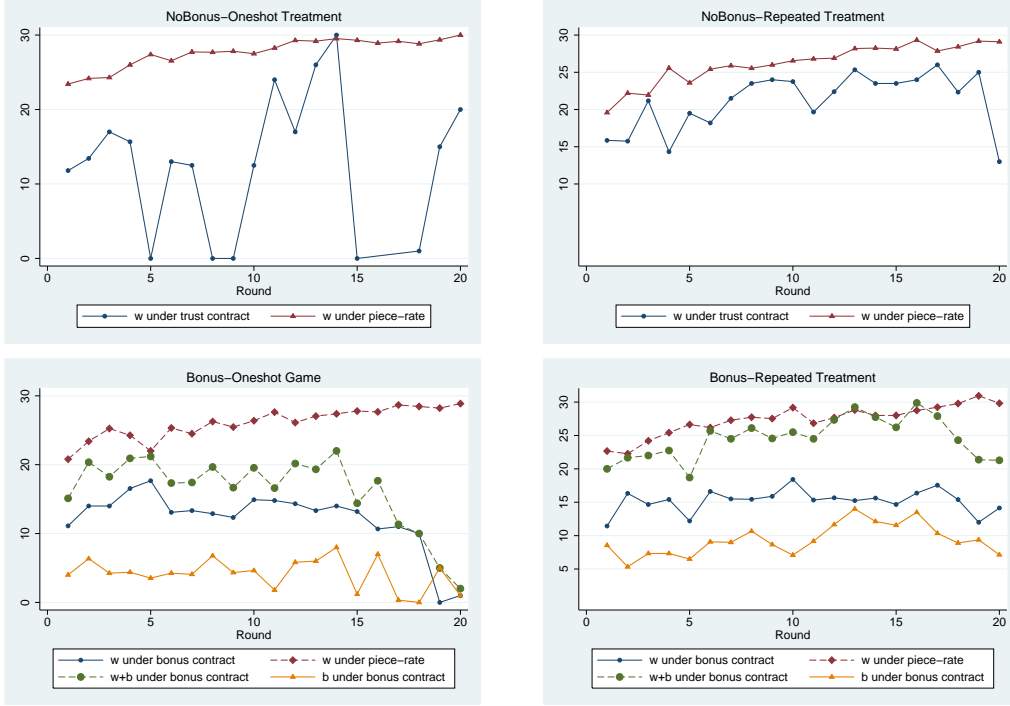 NoBonus−Oneshot Treatment
30
20
10
0
0 5 10 15 20
Round
w under trust contract w under piece−rate
NoBonus−Repeated Treatment
30
25
20
15
10
0 5 10 15 20
Round
w under trust contract w under piece−rate
Bonus−Oneshot Game
30
20
10
0
0 5 10 15 20
Round
w under bonus contract w under piece−rate
w+b under bonus contract b under bonus contract
Bonus−Repeated Treatment
30
25
20
15
10
5
0 5 10 15 20
Round
w under bonus contract w under piece−rate
w+b under bonus contract b under bonus contract